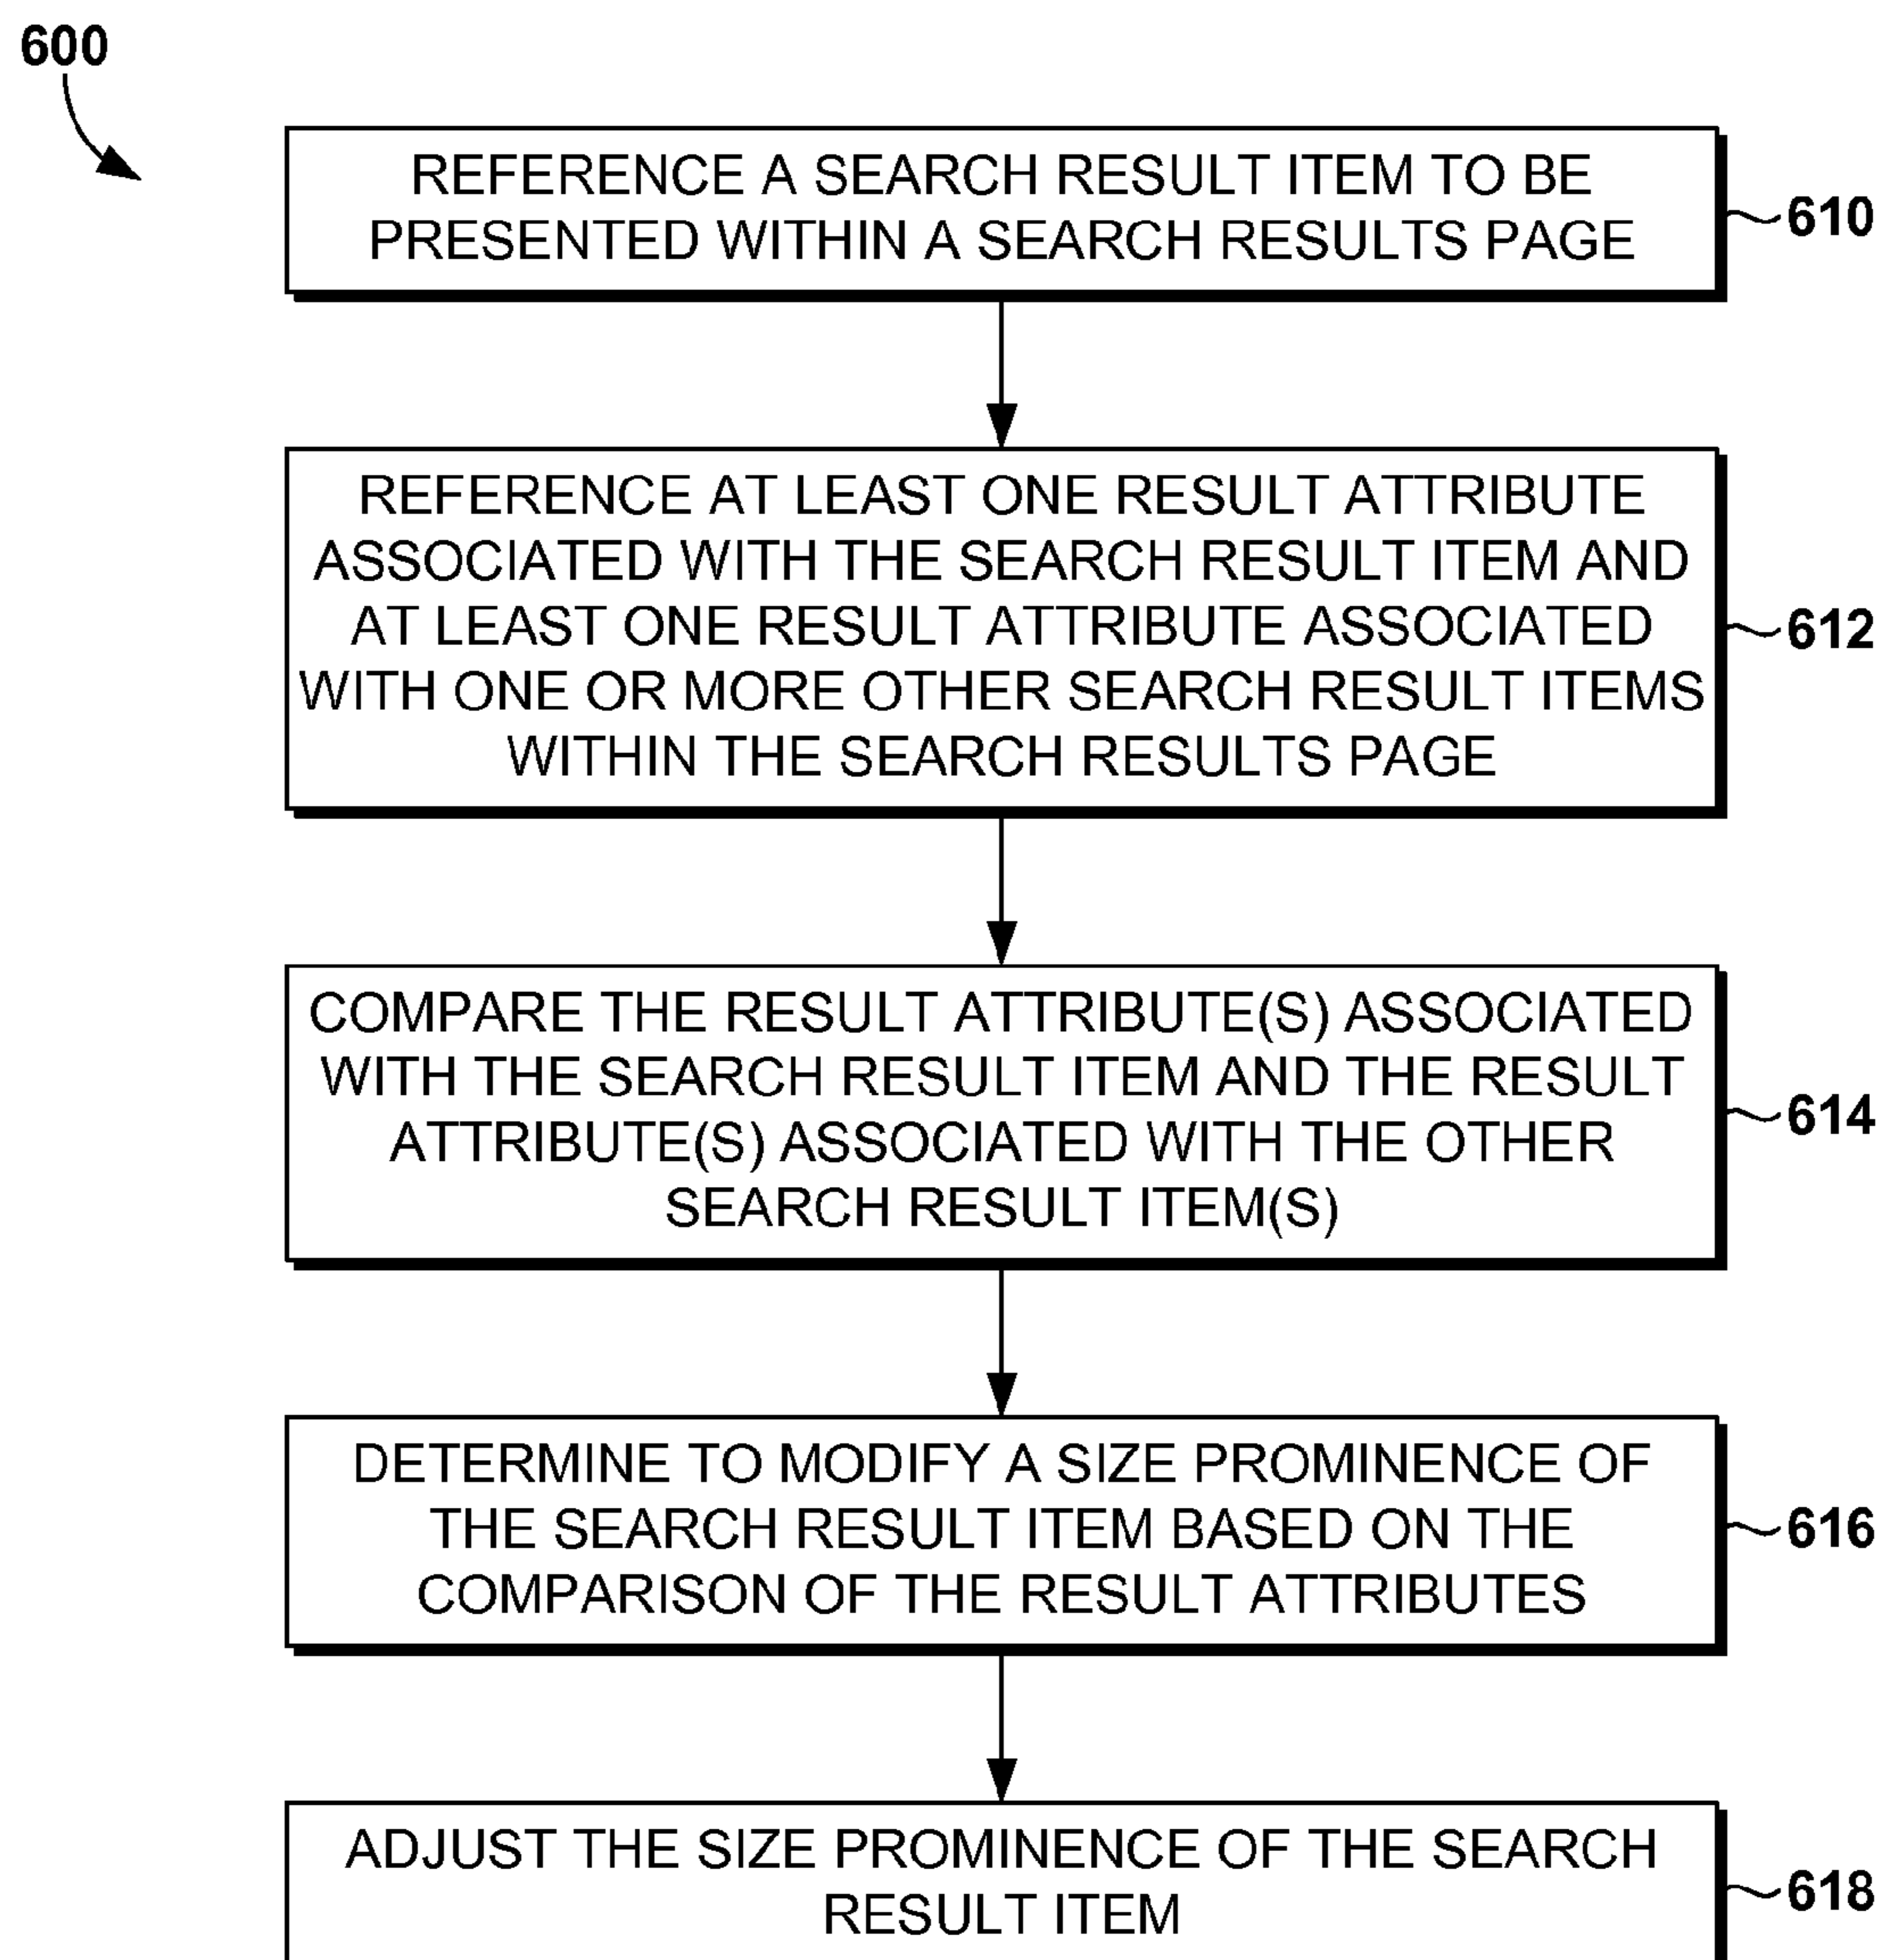 600
REFERENCE A SEARCH RESULT ITEM TO BE
PRESENTED WITHIN A SEARCH RESULTS PAGE
610
REFERENCE AT LEAST ONE RESULT ATTRIBUTE
ASSOCIATED WITH THE SEARCH RESULT ITEM AND
AT LEAST ONE RESULT ATTRIBUTE ASSOCIATED
WITH ONE OR MORE OTHER SEARCH RESULT ITEMS
WITHIN THE SEARCH RESULTS PAGE
612
COMPARE THE RESULT ATTRIBUTE(S) ASSOCIATED
WITH THE SEARCH RESULT ITEM AND THE RESULT
ATTRIBUTE(S) ASSOCIATED WITH THE OTHER
SEARCH RESULT ITEM(S)
614
DETERMINE TO MODIFY A SIZE PROMINENCE OF
THE SEARCH RESULT ITEM BASED ON THE
COMPARISON OF THE RESULT ATTRIBUTES
616
ADJUST THE SIZE PROMINENCE OF THE SEARCH
RESULT ITEM
618